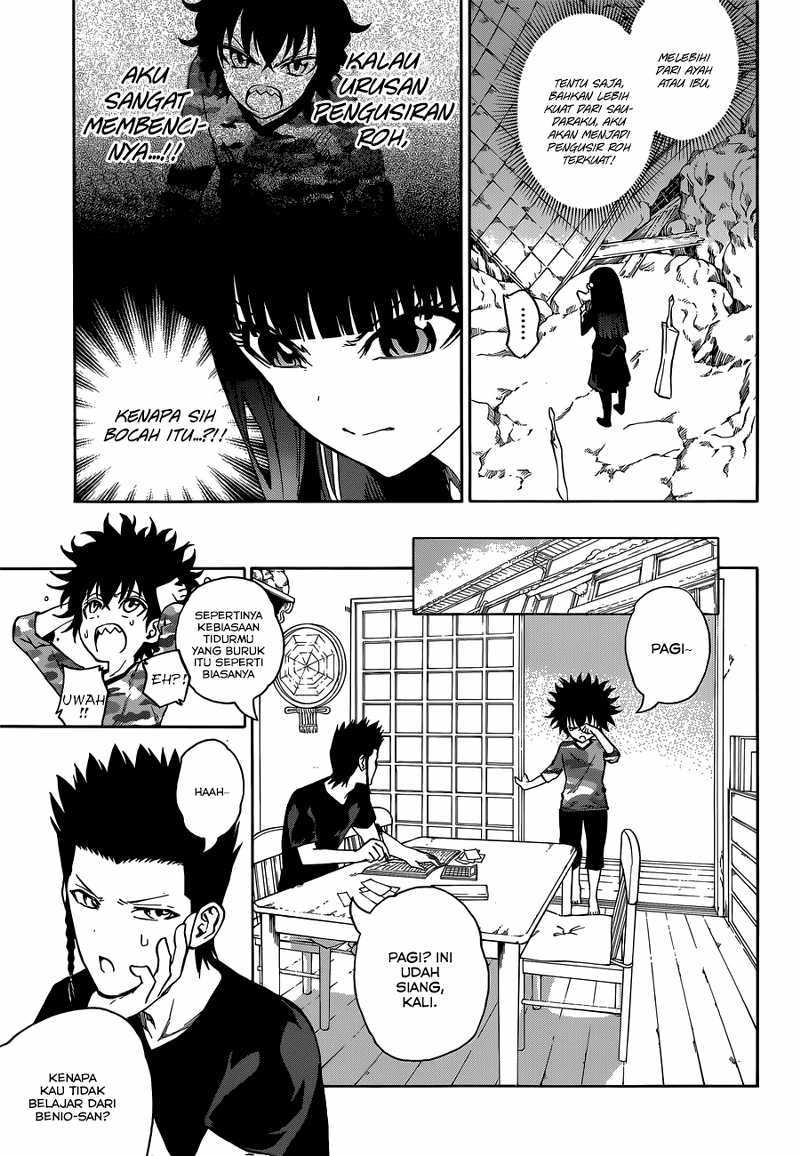 MELEBIHI
DARI AYAH
ATAU IBU,
TENTU SAJA,
BAHKAN LEBIH
KUAT DARI SAU-
DARAKU, AKU
AKAN MENJADI
PENGUSIR ROH
TERKUAT!
......
KALAU
URUSAN
PENGUSIRAN
ROH,
AKU
SANGAT
MEMBENCI-
NYA...!!
KENAPA SIH
BOCAH ITU...?!!
PAGI~
PAGI? INI
UDAH
SIANG,
KALI.
SEPERTINYA
KEBIASAAN
TIDURMU
YANG BURUK
ITU SEPERTI
BIASANYA
EH?!
UWAH
!!
HAAH~
KENAPA
KAU TIDAK
BELAJAR DARI
BENIO-SAN?